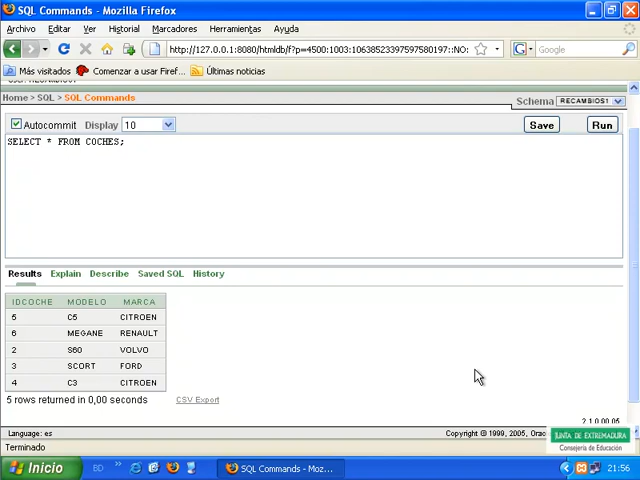 SQL Commands - Mozilla Firefox
Archivo Editar Ver Historial Marcadores Herramientas Ayuda
http://127.0.0.1:8080/htmldb/f?p=4500:1003:10638523397597580197::NO: Google
Más visitados Comenzar a usar Firef... Últimas noticias
Home > SQL > SQL Commands
Schema RECAMBIOS1
Autocommit Display 10 Save Run
SELECT * FROM COCHES;
Results Explain Describe Saved SQL History
IDCOCHE MODELO MARCA
5 C5 CITROEN
6 MEGANE RENAULT
2 S60 VOLVO
3 SCORT FORD
4 C3 CITROEN
5 rows returned in 0,00 seconds CSV Export
2.1.0.00.05
Language: es Copyright © 1999, 2005, Orac
JUNTA DE EXTREMADURA
Consejería de Educación
Terminado
Inicio BD » SQL Commands - Moz... 21:56